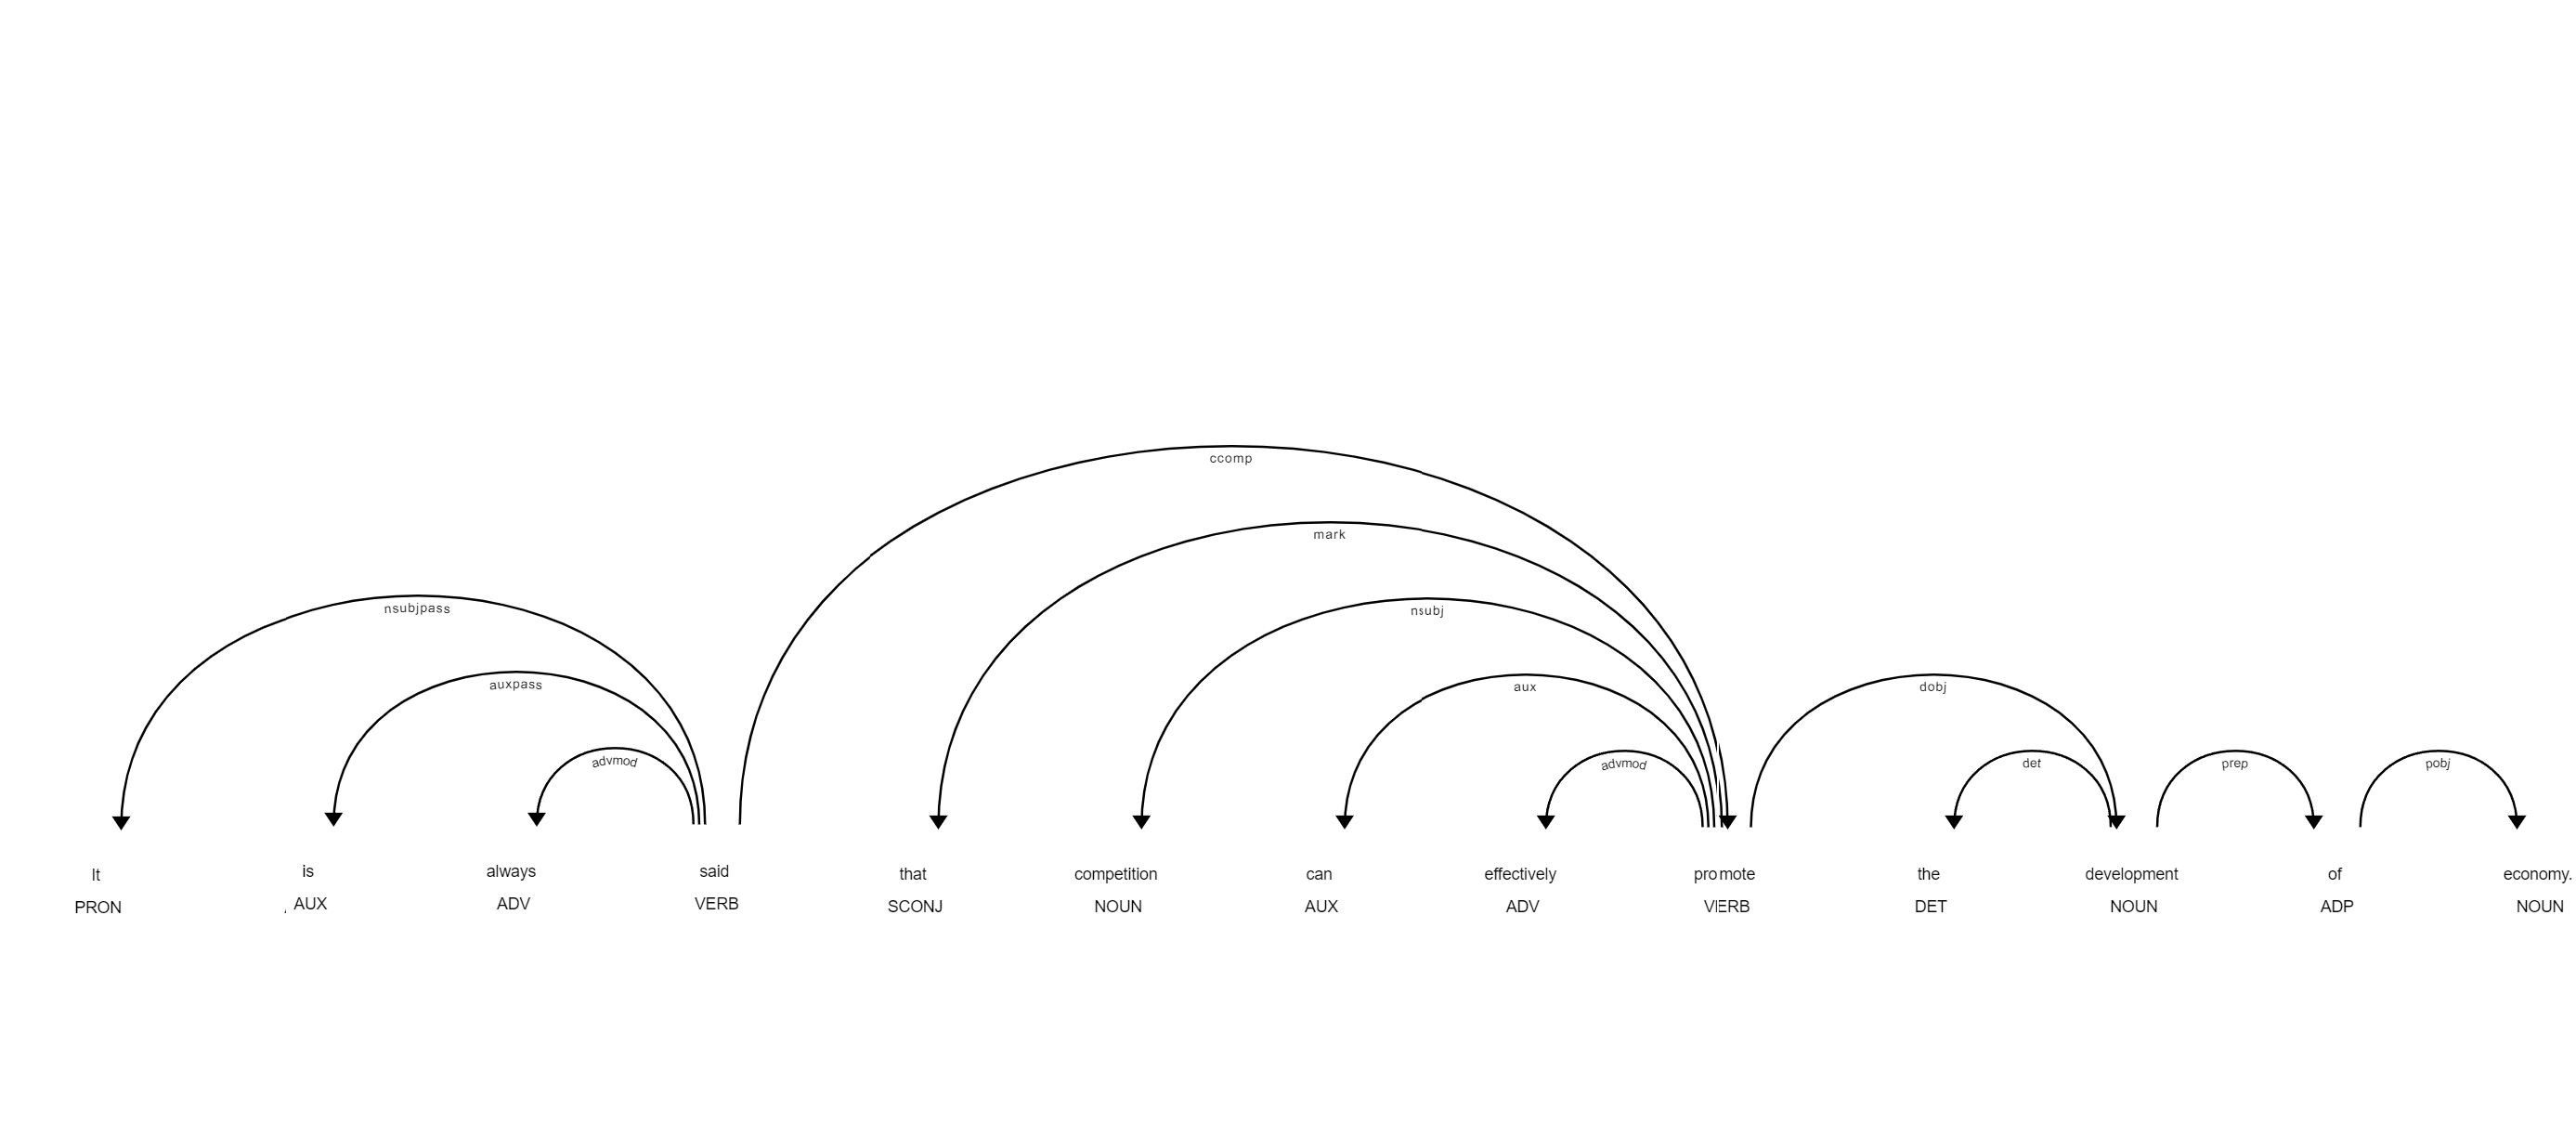 ccomp
mark
nsubjpass nsubj
auxpass aux dobj
advmod advmod det prep pobj
It is always said that competition can effectively promote the development of economy.
PRON AUX ADV VERB SCONJ NOUN AUX ADV VERB DET NOUN ADP NOUN